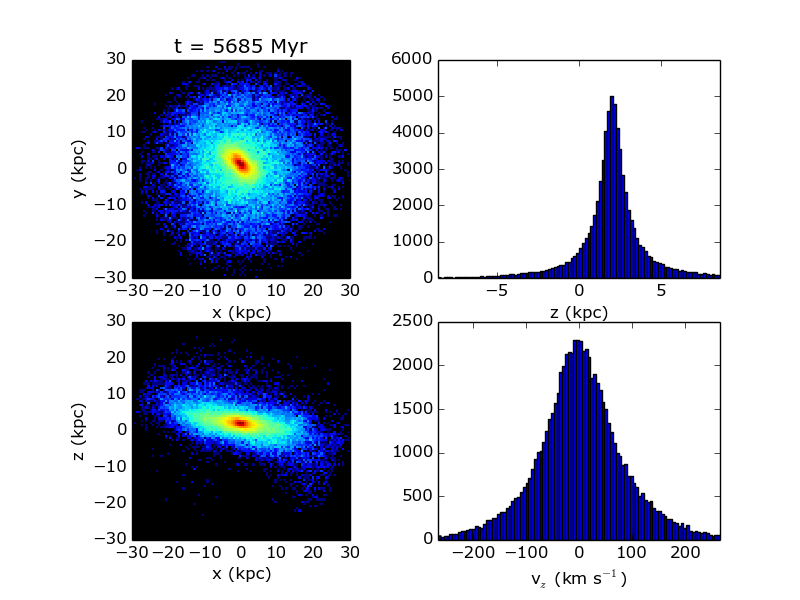 t = 5685 Myr
30
20
10
0
−10
−20
−30
y (kpc)
−30 −20 −10 0 10 20 30
x (kpc)
6000
5000
4000
3000
2000
1000
0
−5 0 5
z (kpc)
30
20
10
0
−10
−20
−30
z (kpc)
−30 −20 −10 0 10 20 30
x (kpc)
2500
2000
1500
1000
500
0
−200 −100 0 100 200
v_z (km s^−1)